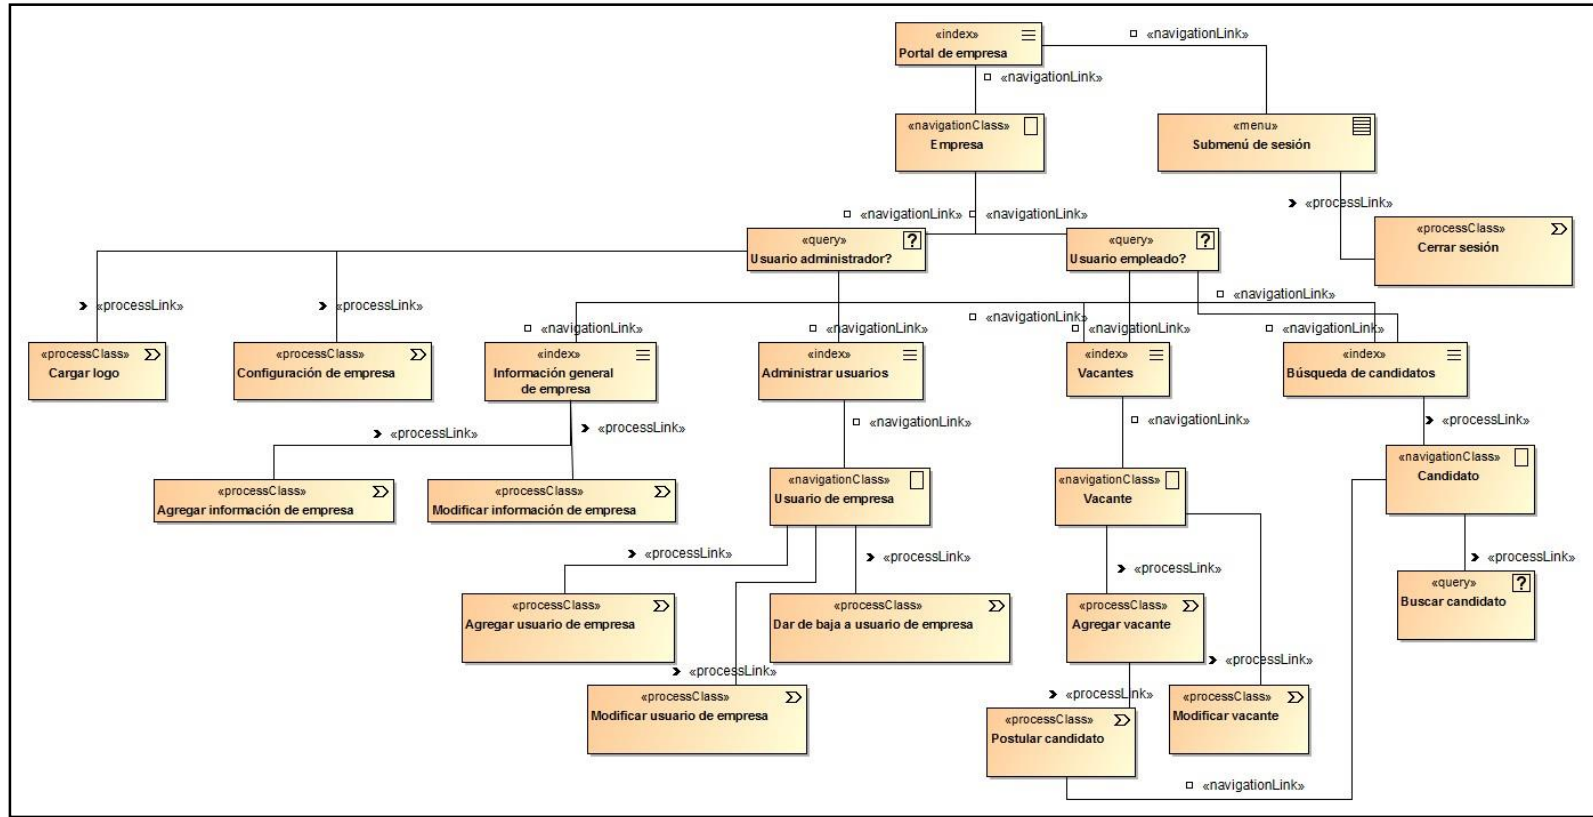 «index»
Portal de empresa
«navigationLink»
«navigationLink»
«navigationClass»
Empresa
«menu»
Submenú de sesión
«processLink»
«navigationLink»
«navigationLink»
«processClass»
Cerrar sesión
«query»
Usuario administrador?
«query»
Usuario empleado?
«processLink»
«processLink»
«navigationLink»
«navigationLink»
«navigationLink»
«navigationLink»
«navigationLink»
«navigationLink»
«processClass»
Cargar logo
«processClass»
Configuración de empresa
«index»
Información general
de empresa
«index»
Administrar usuarios
«index»
Vacantes
«index»
Búsqueda de candidatos
«processLink»
«processLink»
«navigationLink»
«navigationLink»
«processLink»
«processClass»
Agregar información de empresa
«processClass»
Modificar información de empresa
«navigationClass»
Usuario de empresa
«navigationClass»
Vacante
«navigationClass»
Candidato
«processLink»
«processLink»
«processLink»
«processLink»
«processClass»
Agregar usuario de empresa
«processClass»
Dar de baja a usuario de empresa
«processClass»
Agregar vacante
«query»
Buscar candidato
«processLink»
«processLink»
«processLink»
«processClass»
Modificar usuario de empresa
«processClass»
Postular candidato
«processClass»
Modificar vacante
«navigationLink»